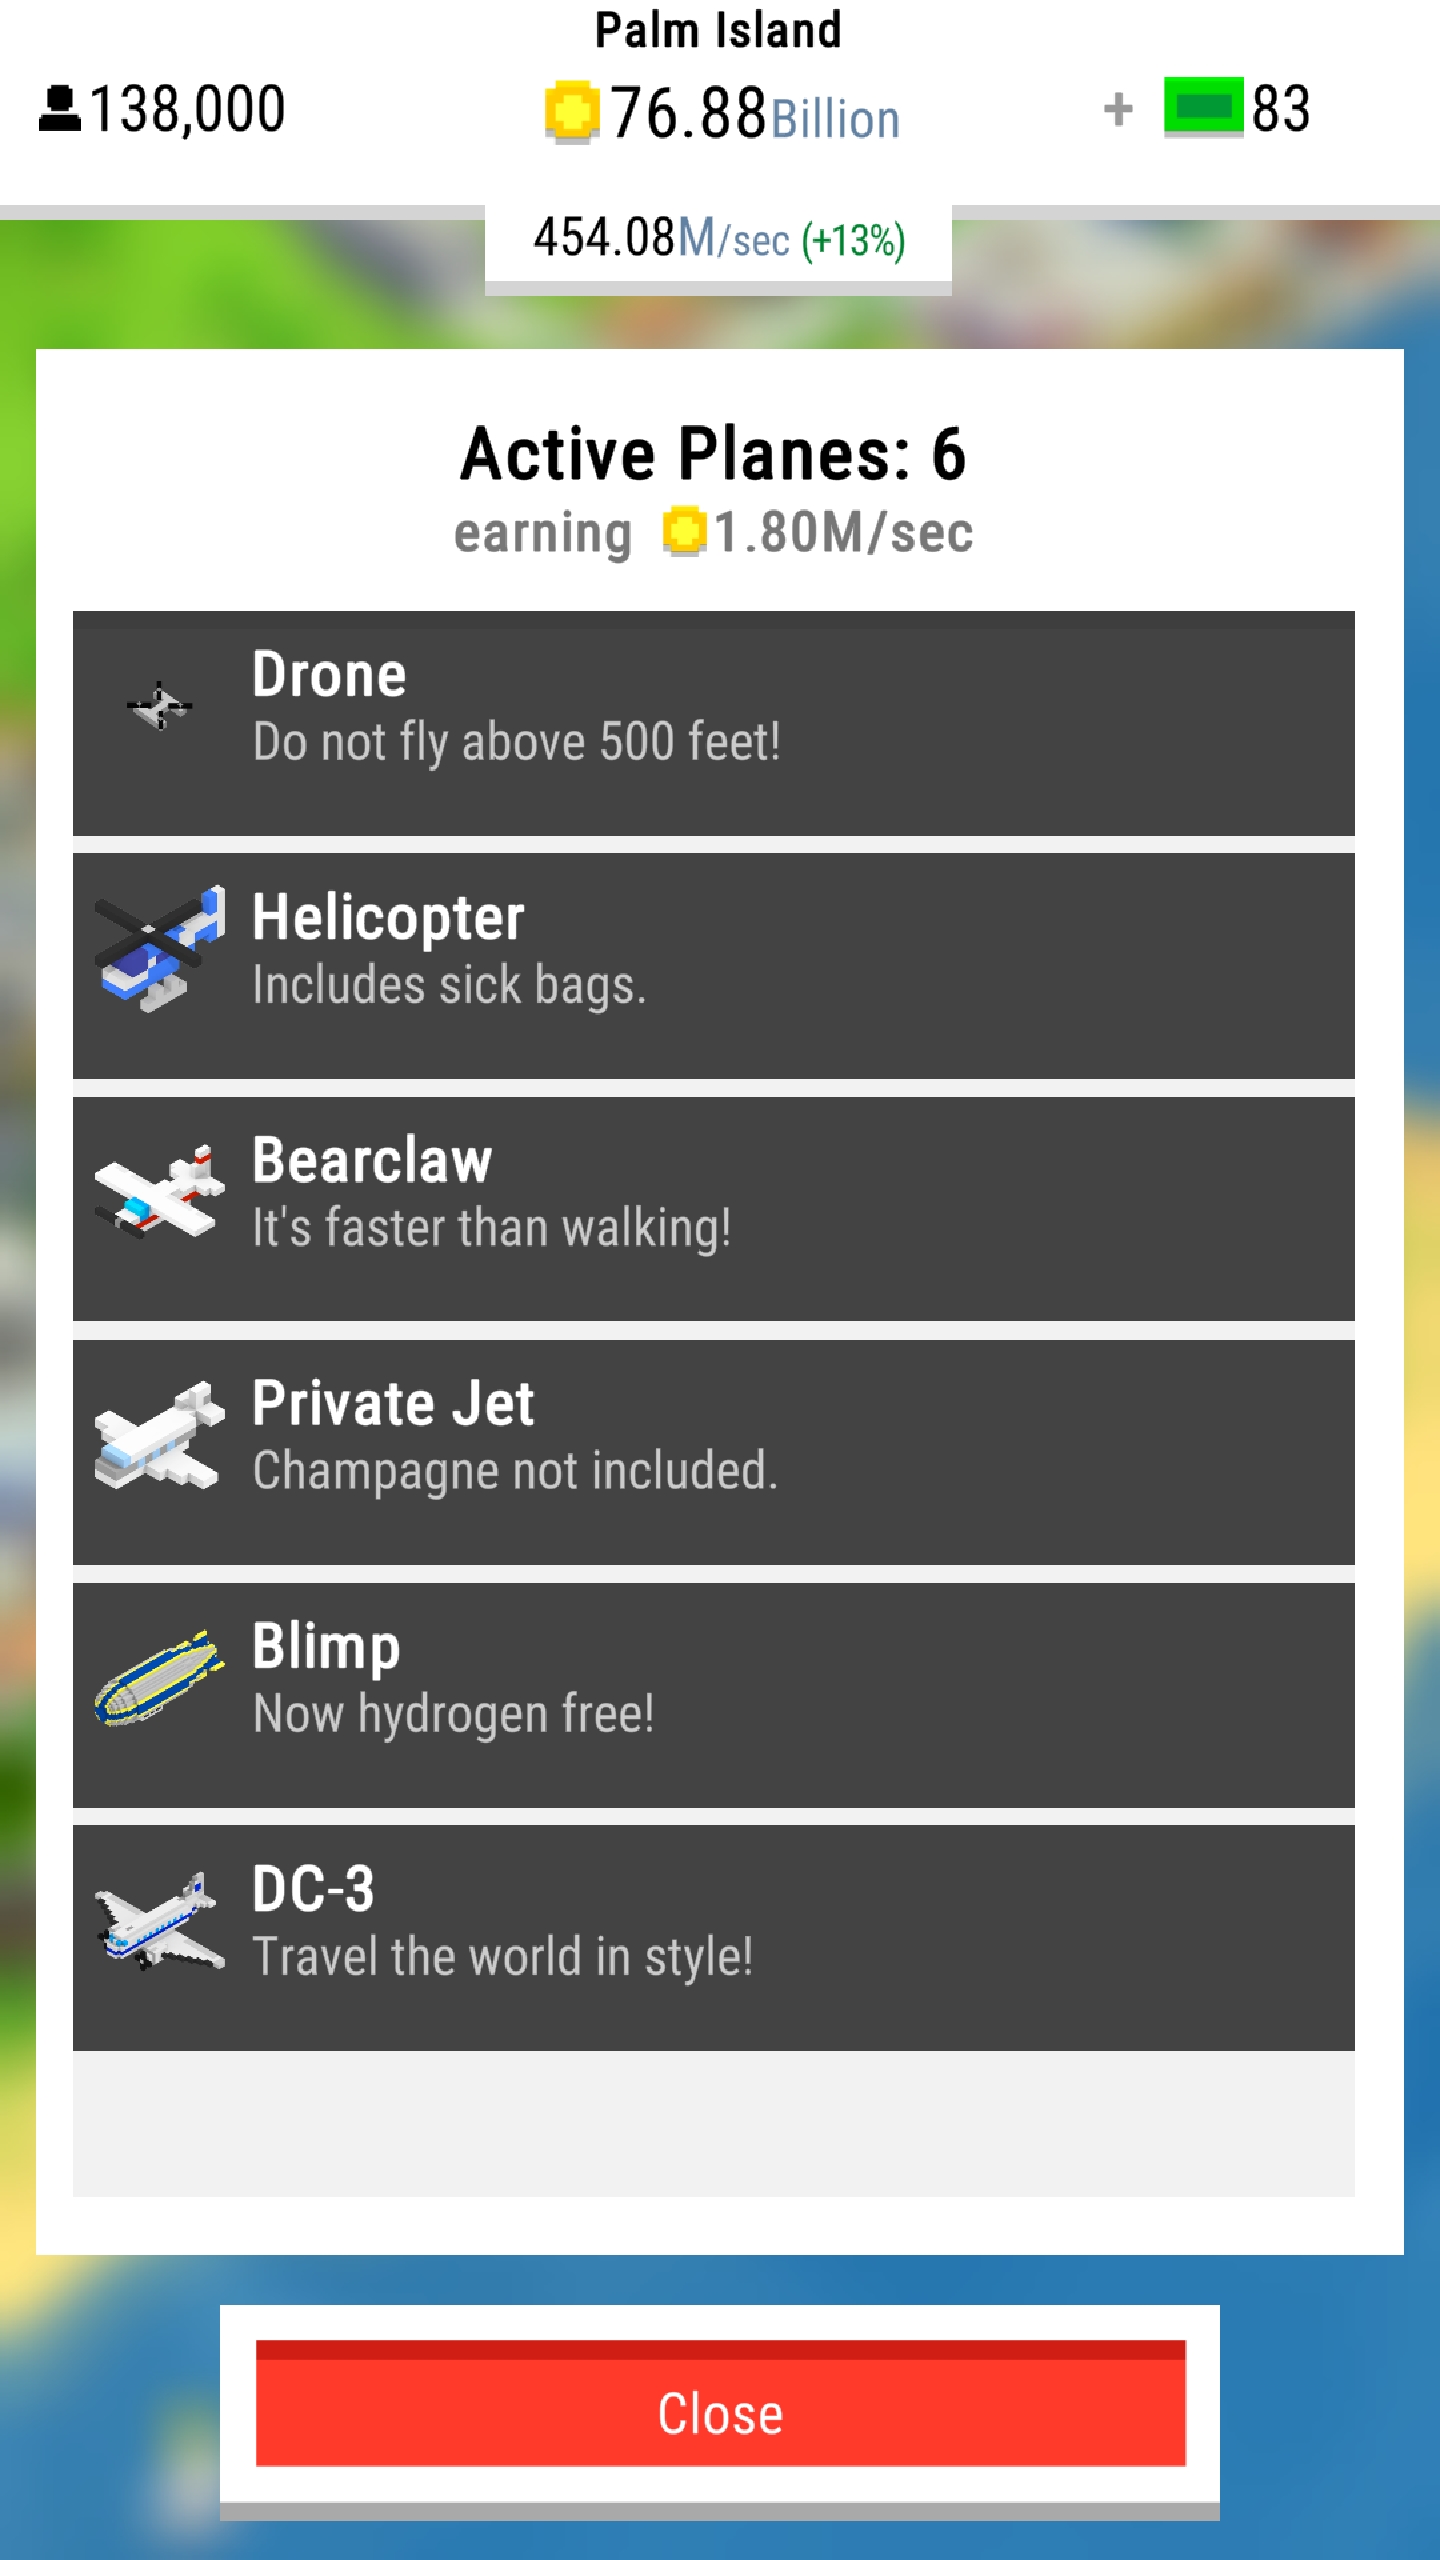 Palm Island
138,000
76.88Billion
+ 83
454.08M/sec (+13%)
Active Planes: 6
earning 1.80M/sec
Drone
Do not fly above 500 feet!
Helicopter
Includes sick bags.
Bearclaw
It's faster than walking!
Private Jet
Champagne not included.
Blimp
Now hydrogen free!
DC-3
Travel the world in style!
Close